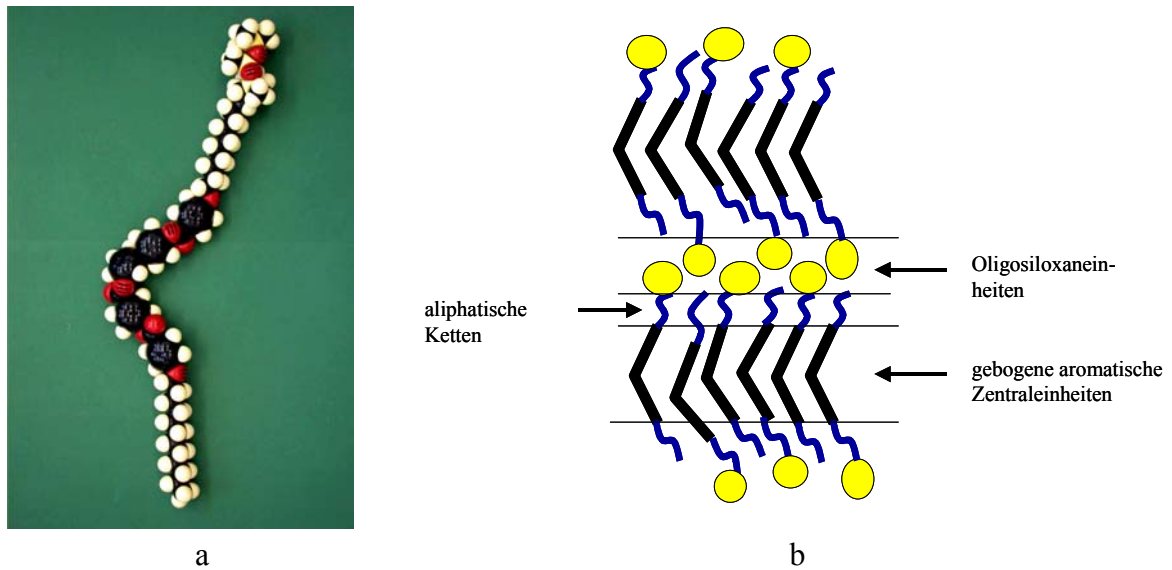 aliphatische
Ketten
Oligosiloxanein-
heiten
gebogene aromatische
Zentraleinheiten
a
b